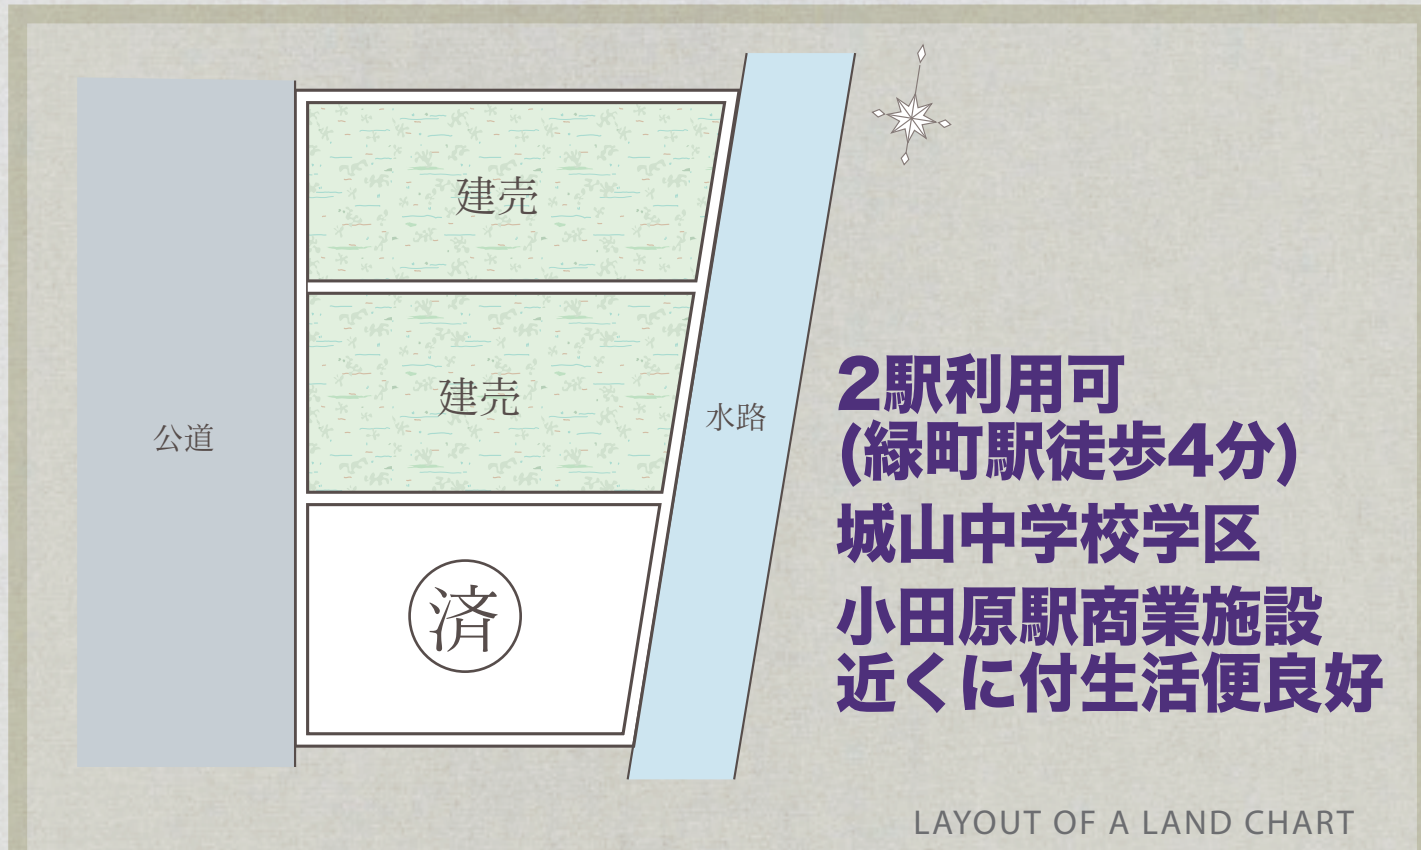 建売
建売
公道
水路
済
2駅利用可
(緑町駅徒歩4分)
城山中学校学区
小田原駅商業施設
近くに付生活便良好
LAYOUT OF A LAND CHART